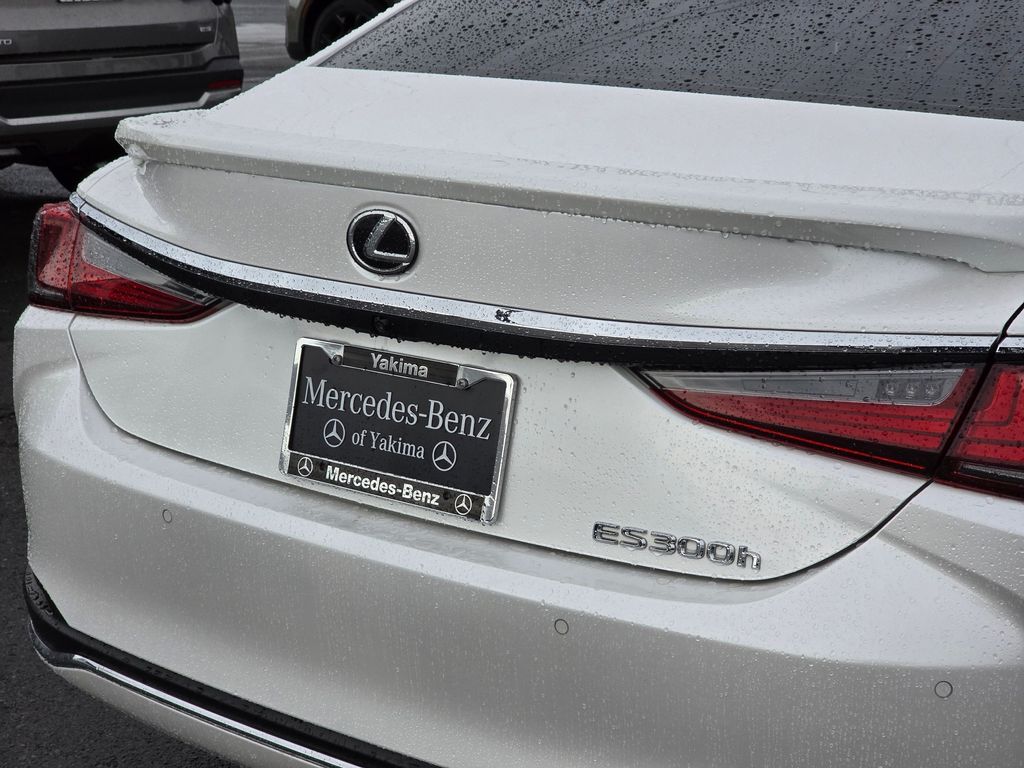 Yakima
Mercedes-Benz
of Yakima
Mercedes-Benz
ES300h